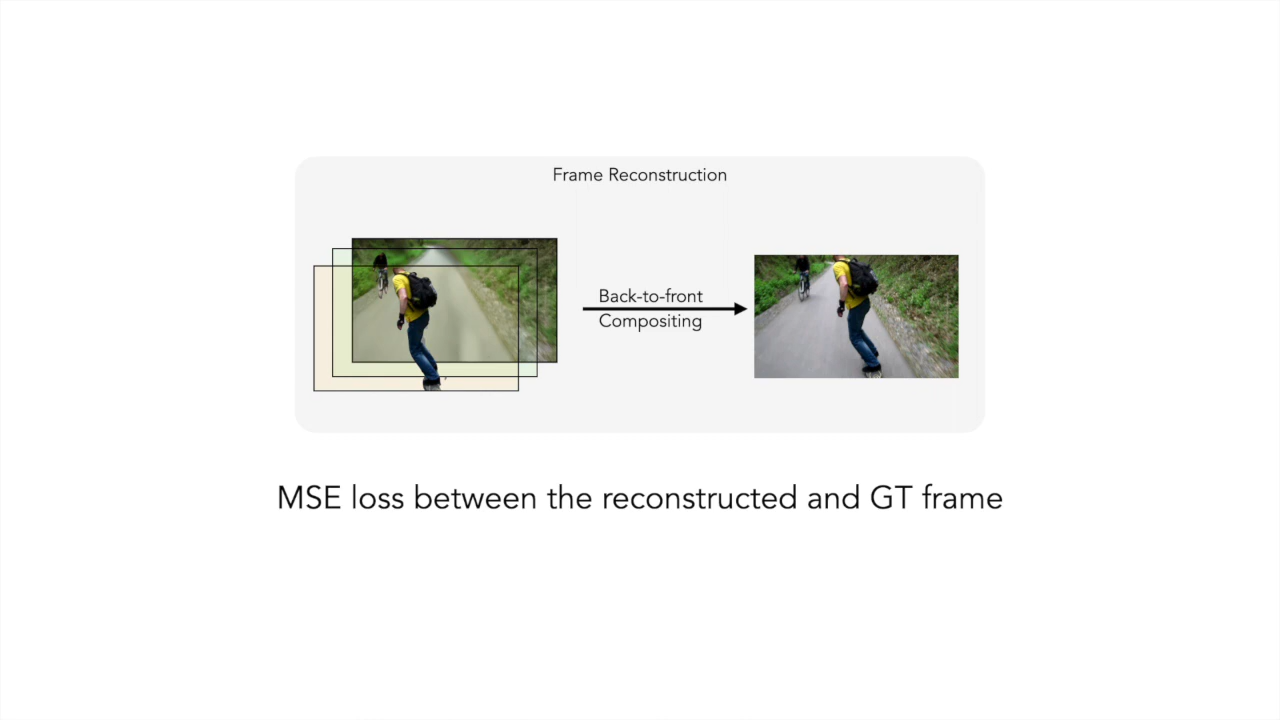 Frame Reconstruction
Back-to-front
Compositing
MSE loss between the reconstructed and GT frame